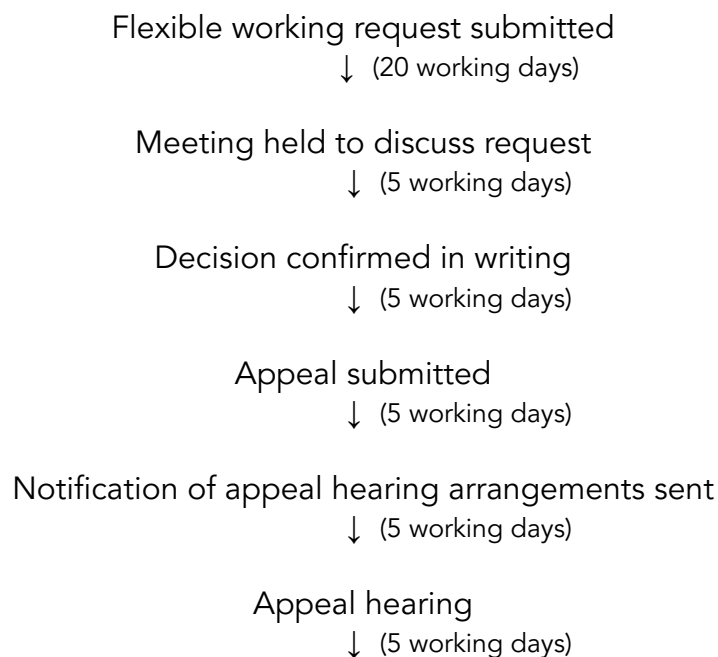 Flexible working request submitted
↓ (20 working days)
Meeting held to discuss request
↓ (5 working days)
Decision confirmed in writing
↓ (5 working days)
Appeal submitted
↓ (5 working days)
Notification of appeal hearing arrangements sent
↓ (5 working days)
Appeal hearing
↓ (5 working days)